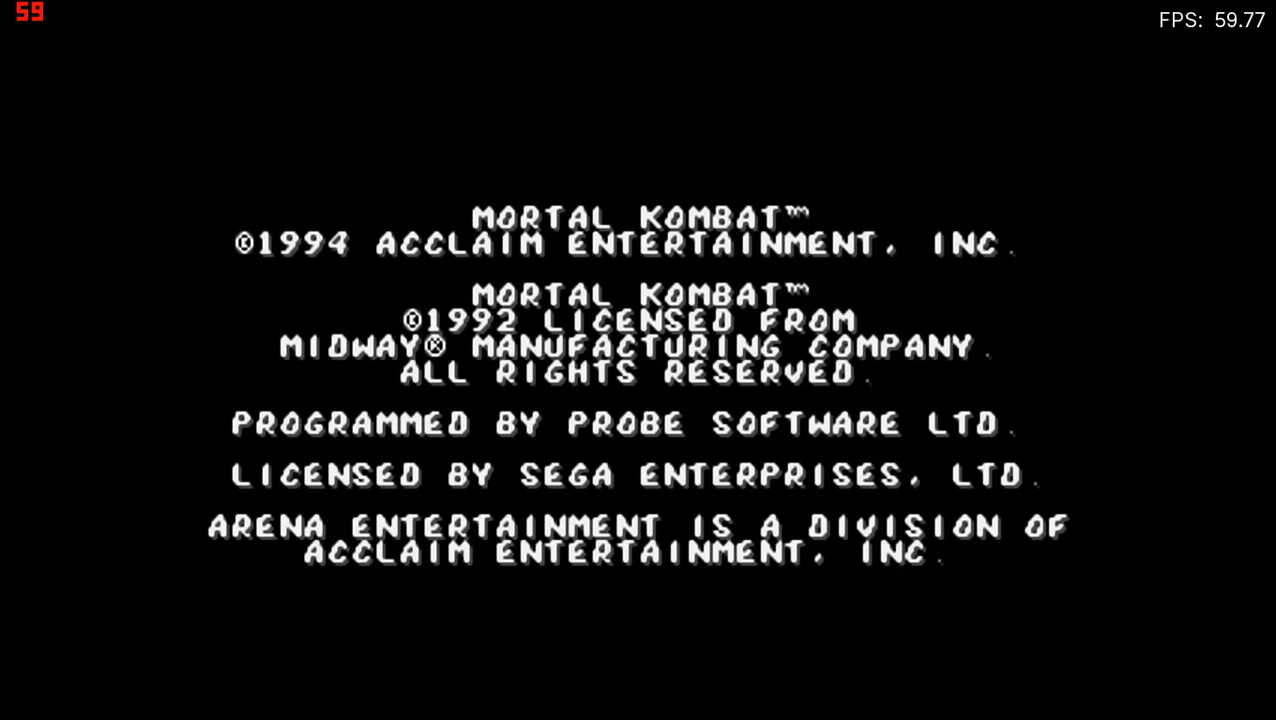 59
FPS: 59.77
MORTAL KOMBAT™
©1994 ACCLAIM ENTERTAINMENT, INC.
MORTAL KOMBAT™
©1992 LICENSED FROM
MIDWAY® MANUFACTURING COMPANY.
ALL RIGHTS RESERVED.
PROGRAMMED BY PROBE SOFTWARE LTD.
LICENSED BY SEGA ENTERPRISES, LTD.
ARENA ENTERTAINMENT IS A DIVISION OF
ACCLAIM ENTERTAINMENT, INC.